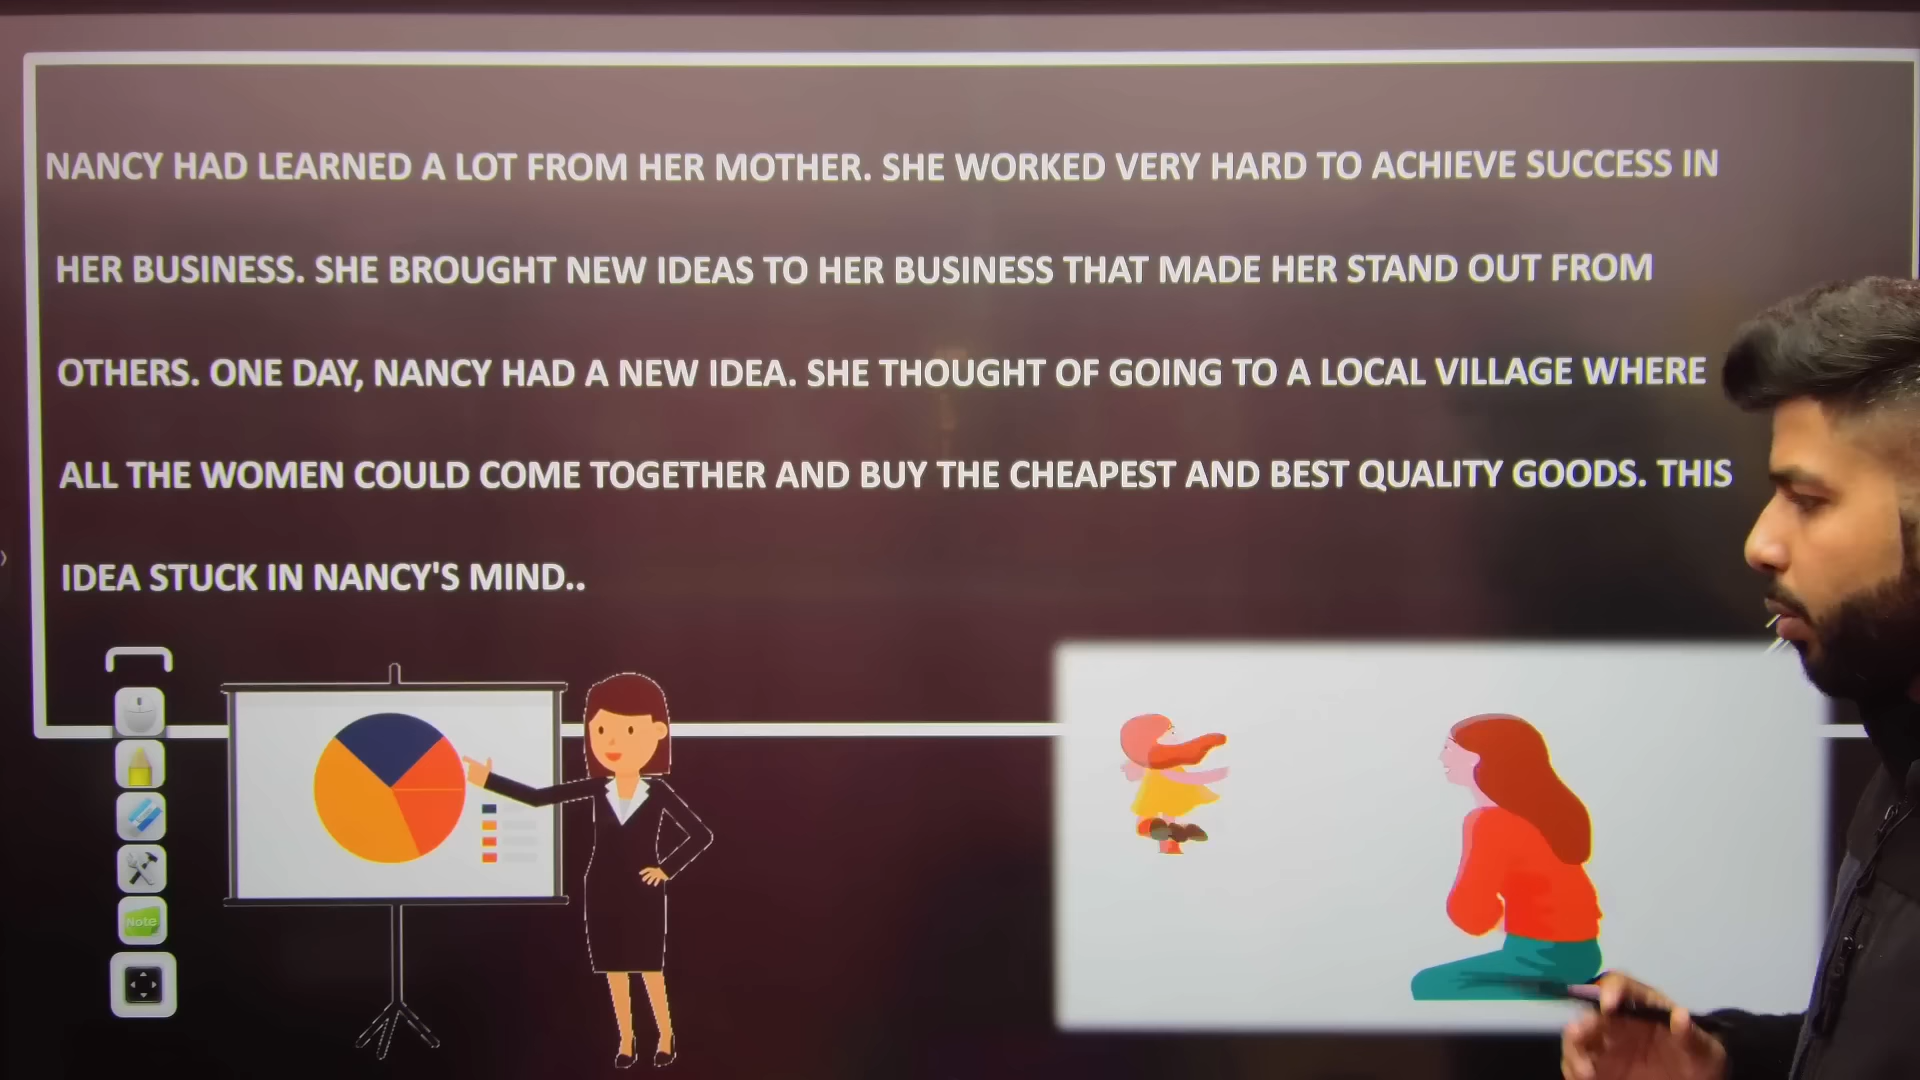 NANCY HAD LEARNED A LOT FROM HER MOTHER. SHE WORKED VERY HARD TO ACHIEVE SUCCESS IN
HER BUSINESS. SHE BROUGHT NEW IDEAS TO HER BUSINESS THAT MADE HER STAND OUT FROM
OTHERS. ONE DAY, NANCY HAD A NEW IDEA. SHE THOUGHT OF GOING TO A LOCAL VILLAGE WHERE
ALL THE WOMEN COULD COME TOGETHER AND BUY THE CHEAPEST AND BEST QUALITY GOODS. THIS
IDEA STUCK IN NANCY'S MIND..
Note